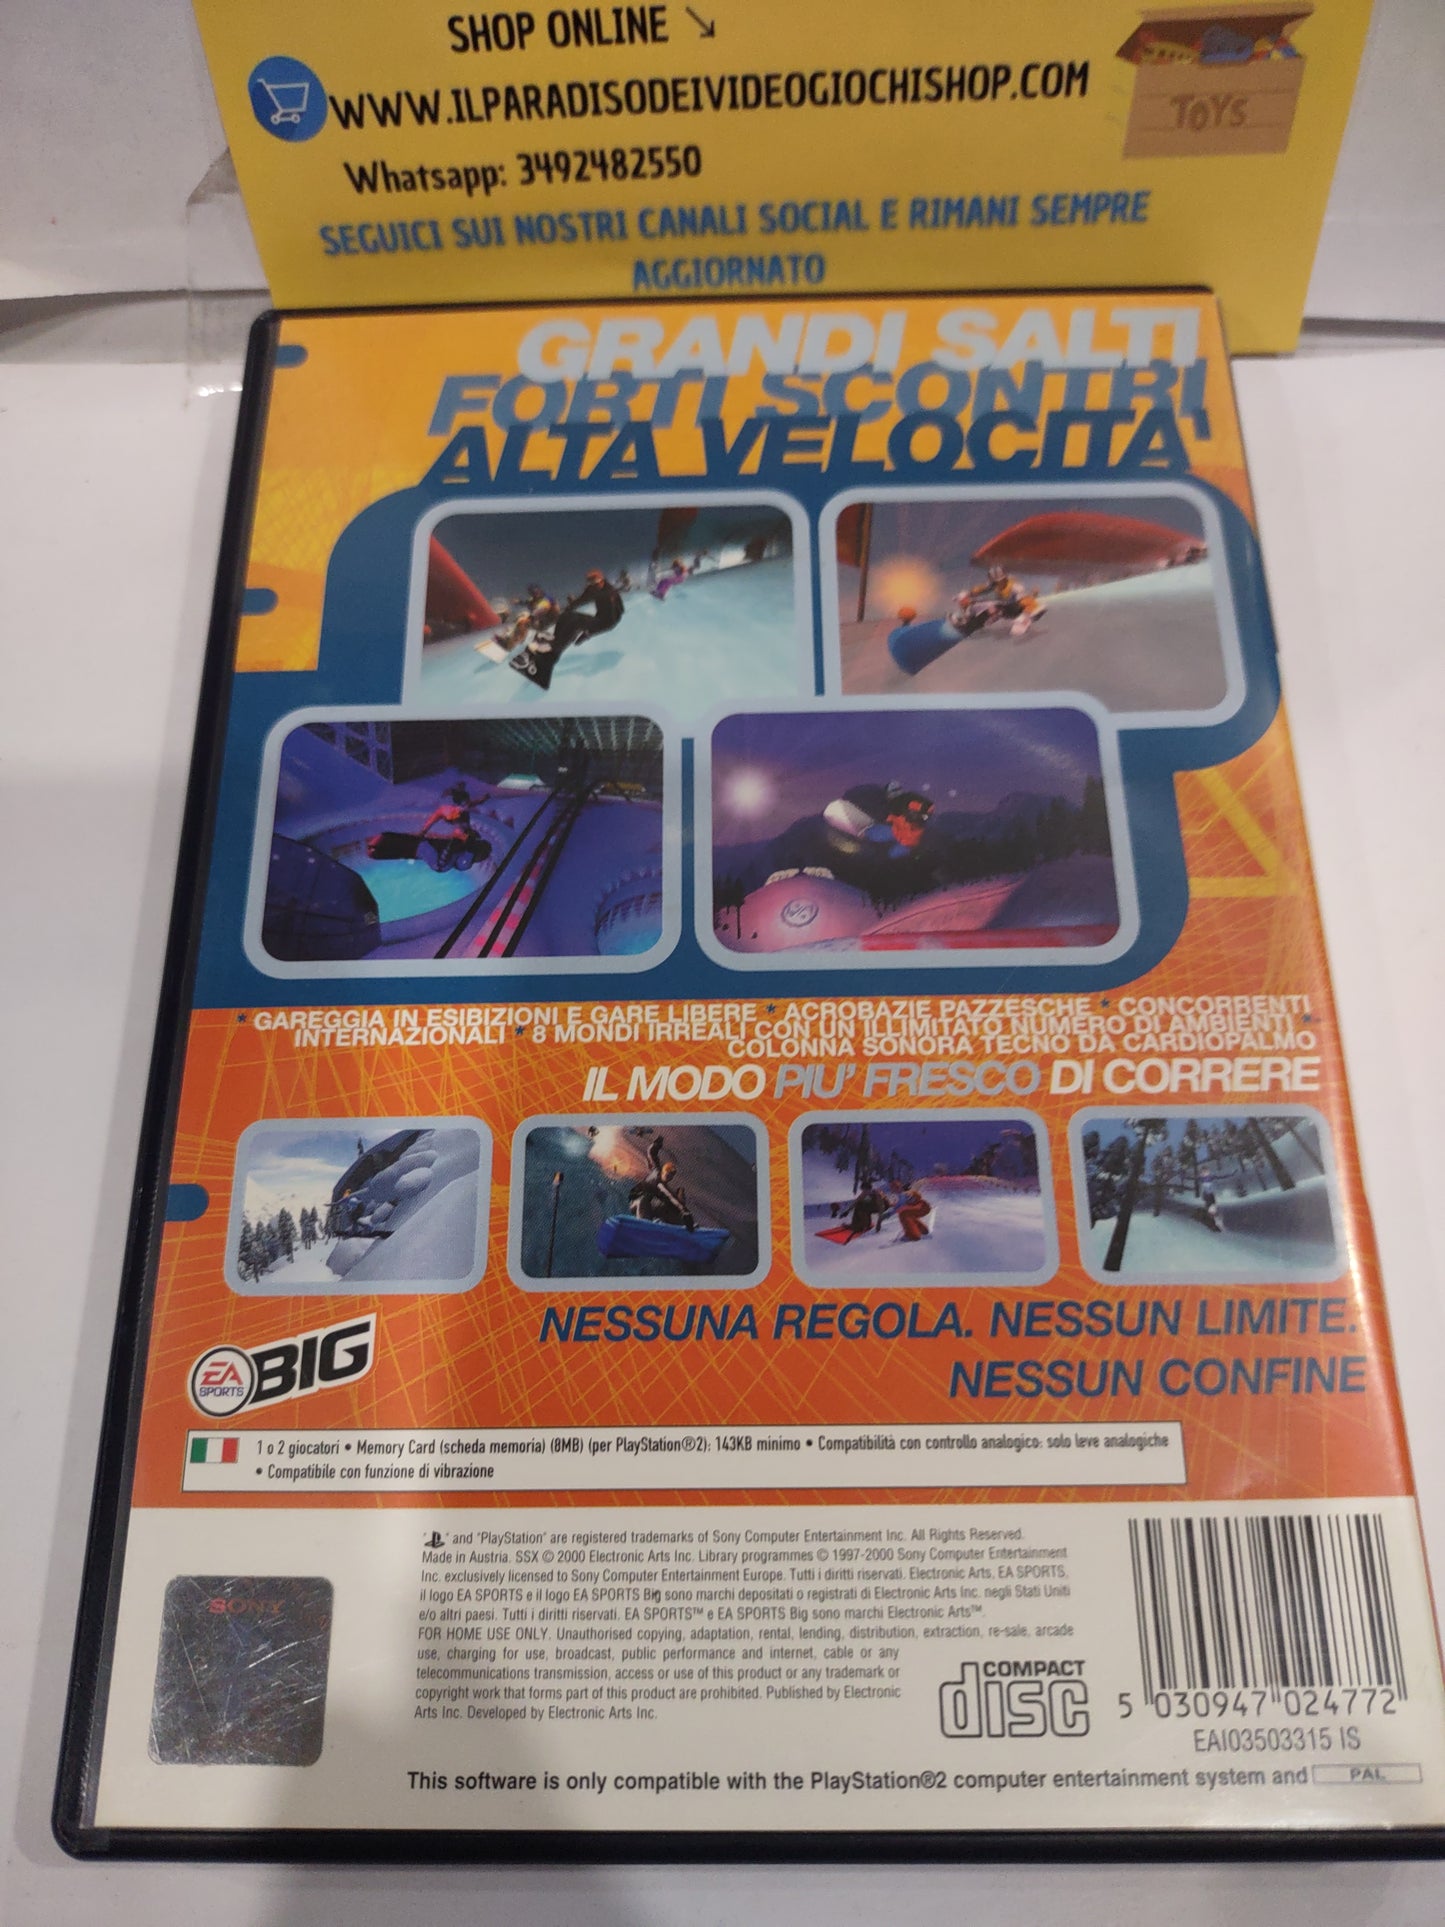 SHOP ONLINE ↘
WWW.ILPARADISODEIVIDEOGIOCHISHOP.COM
TOYS
Whatsapp: 3492482550
SEGUICI SUI NOSTRI CANALI SOCIAL E RIMANI SEMPRE
AGGIORNATO
GRANDI SALTI
FORTI SCONTRI
ALTA VELOCITA'
* GAREGGIA IN ESIBIZIONI E GARE LIBERE * ACROBAZIE PAZZESCHE * CONCORRENTI
INTERNAZIONALI * 8 MONDI IRREALI CON UN ILLIMITATO NUMERO DI AMBIENTI *
COLONNA SONORA TECNO DA CARDIOPALMO
IL MODO PIU' FRESCO DI CORRERE
NESSUNA REGOLA. NESSUN LIMITE.
NESSUN CONFINE
EA
SPORTS
BIG
1 o 2 giocatori • Memory Card (scheda memoria) (8MB) (per PlayStation®2): 143KB minimo • Compatibilità con controllo analogico: solo leve analogiche
• Compatibile con funzione di vibrazione
" " and "PlayStation" are registered trademarks of Sony Computer Entertainment Inc. All Rights Reserved.
Made in Austria. SSX © 2000 Electronic Arts Inc. Library programmes © 1997-2000 Sony Computer Entertainment
Inc. exclusively licensed to Sony Computer Entertainment Europe. Tutti i diritti riservati. Electronic Arts, EA SPORTS,
il logo EA SPORTS e il logo EA SPORTS Big sono marchi depositati o registrati di Electronic Arts Inc. negli Stati Uniti
e/o altri paesi. Tutti i diritti riservati. EA SPORTS™ e EA SPORTS Big sono marchi Electronic Arts™.
FOR HOME USE ONLY. Unauthorised copying, adaptation, rental, lending, distribution, extraction, re-sale, arcade
use, charging for use, broadcast, public performance and internet, cable or any
telecommunications transmission, access or use of this product or any trademark or
copyright work that forms part of this product are prohibited. Published by Electronic
Arts Inc. Developed by Electronic Arts Inc.
SONY
COMPACT
disc
5 030947 024772
EAI03503315 IS
This software is only compatible with the PlayStation®2 computer entertainment system and PAL